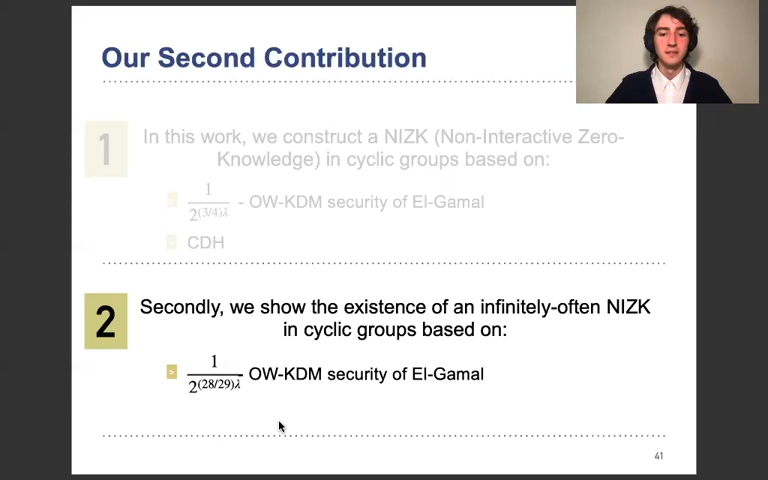 Our Second Contribution
1
In this work, we construct a NIZK (Non-Interactive Zero-
Knowledge) in cyclic groups based on:
> 1/2^(3/4)λ - OW-KDM security of El-Gamal
> CDH
2
Secondly, we show the existence of an infinitely-often NIZK
in cyclic groups based on:
> 1/2^(28/29)λ - OW-KDM security of El-Gamal
41